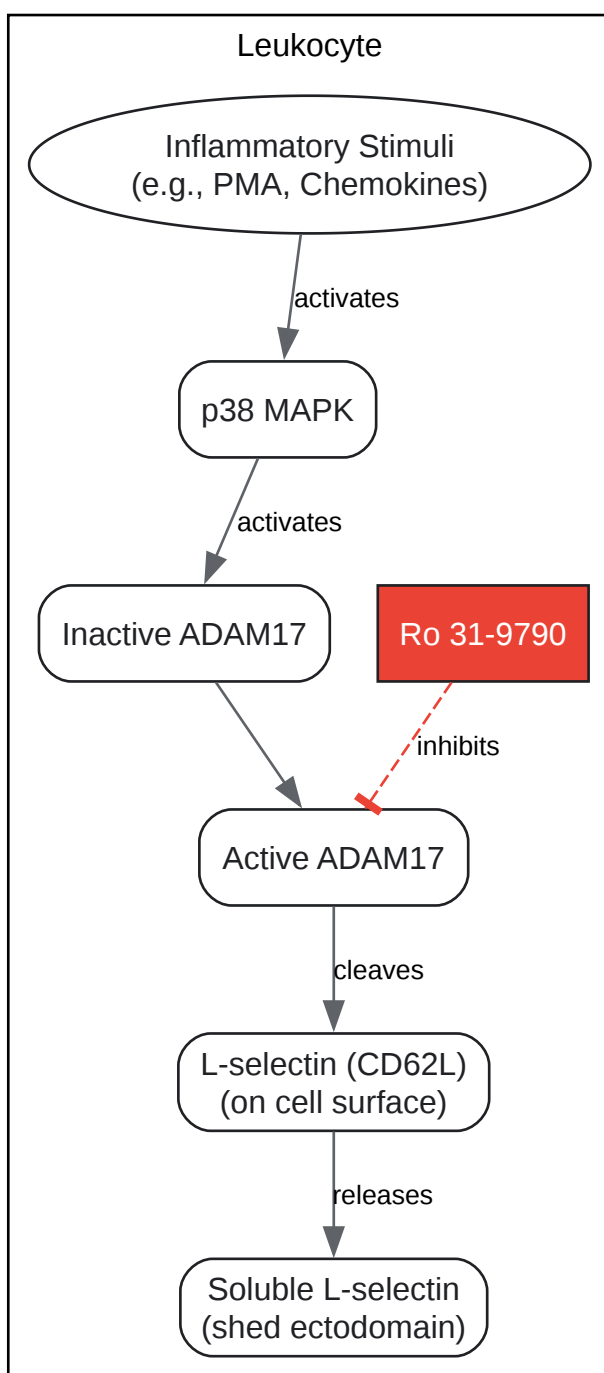 Leukocyte
Inflammatory Stimuli
(e.g., PMA, Chemokines)
activates
p38 MAPK
activates
Inactive ADAM17
Ro 31-9790
inhibits
Active ADAM17
cleaves
L-selectin (CD62L)
(on cell surface)
releases
Soluble L-selectin
(shed ectodomain)